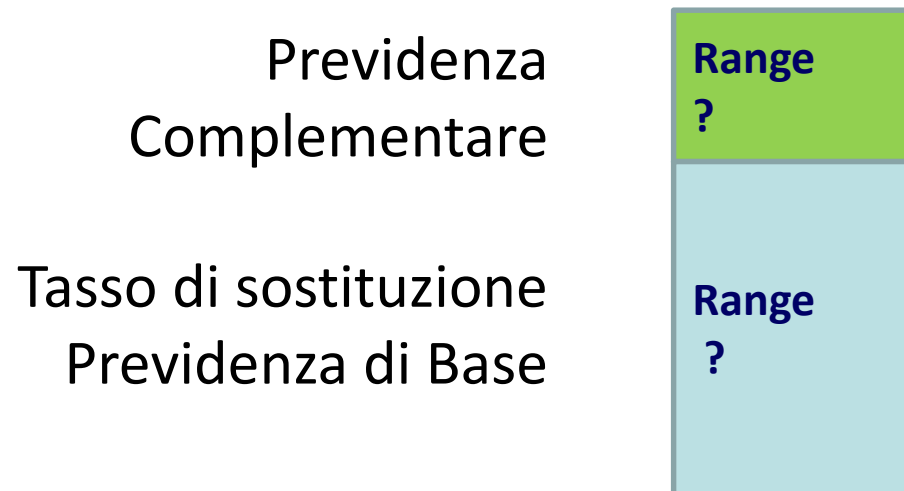 Previdenza
Complementare
Range
?
Tasso di sostituzione
Previdenza di Base
Range
?